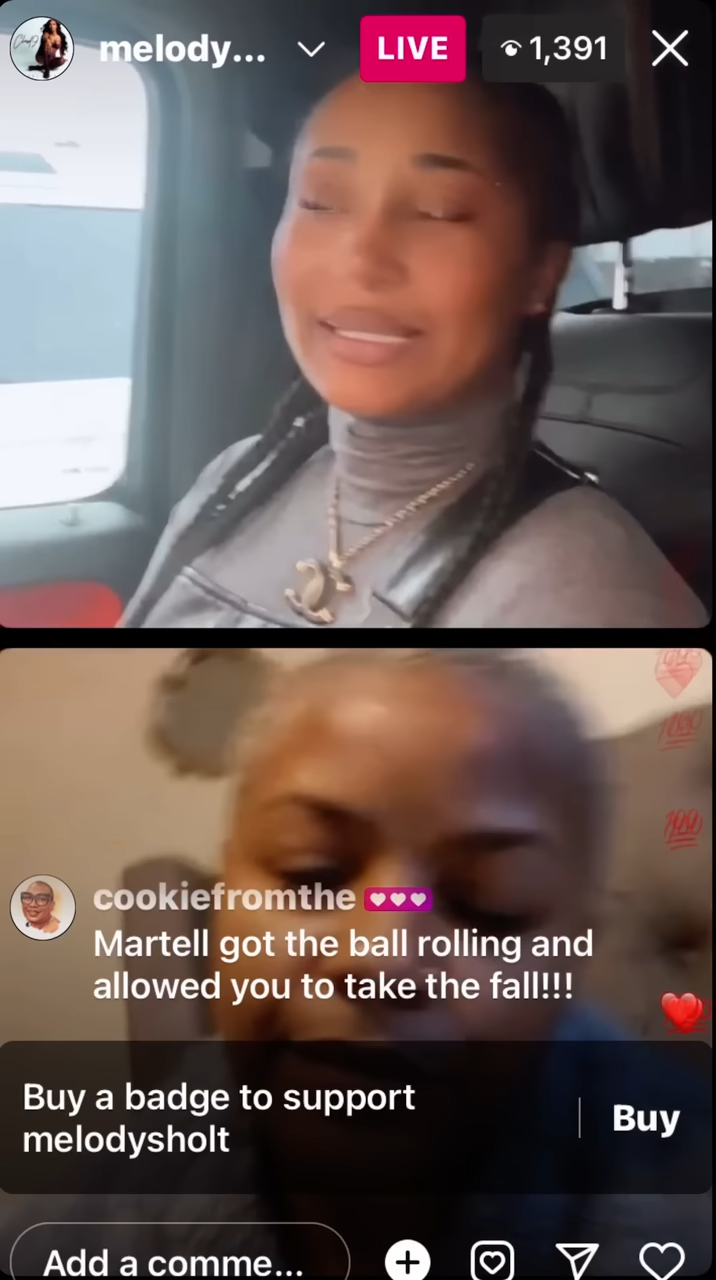 melody...
LIVE
1,391
cookiefromthe
Martell got the ball rolling and
allowed you to take the fall!!!
Buy a badge to support
melodysholt
Buy
Add a comme...